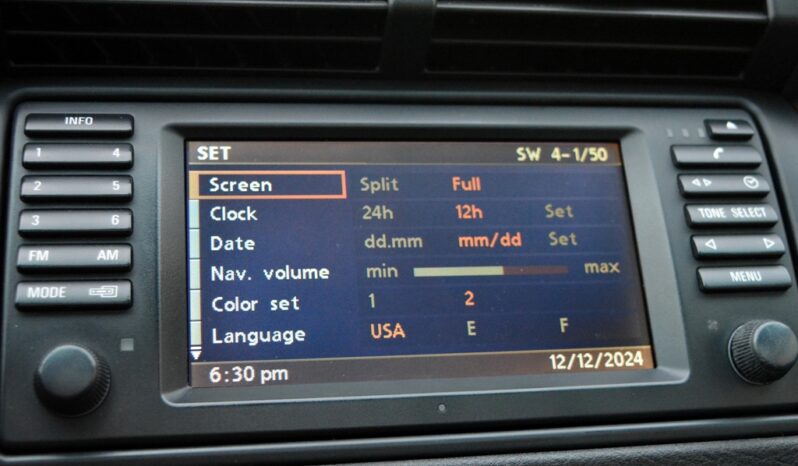 INFO
1 4
2 5
3 6
FM AM
MODE
SET SW 4-1/50
Screen Split Full
Clock 24h 12h Set
Date dd.mm mm/dd Set
Nav. volume min max
Color set 1 2
Language USA E F
6:30 pm 12/12/2024
TONE SELECT
MENU